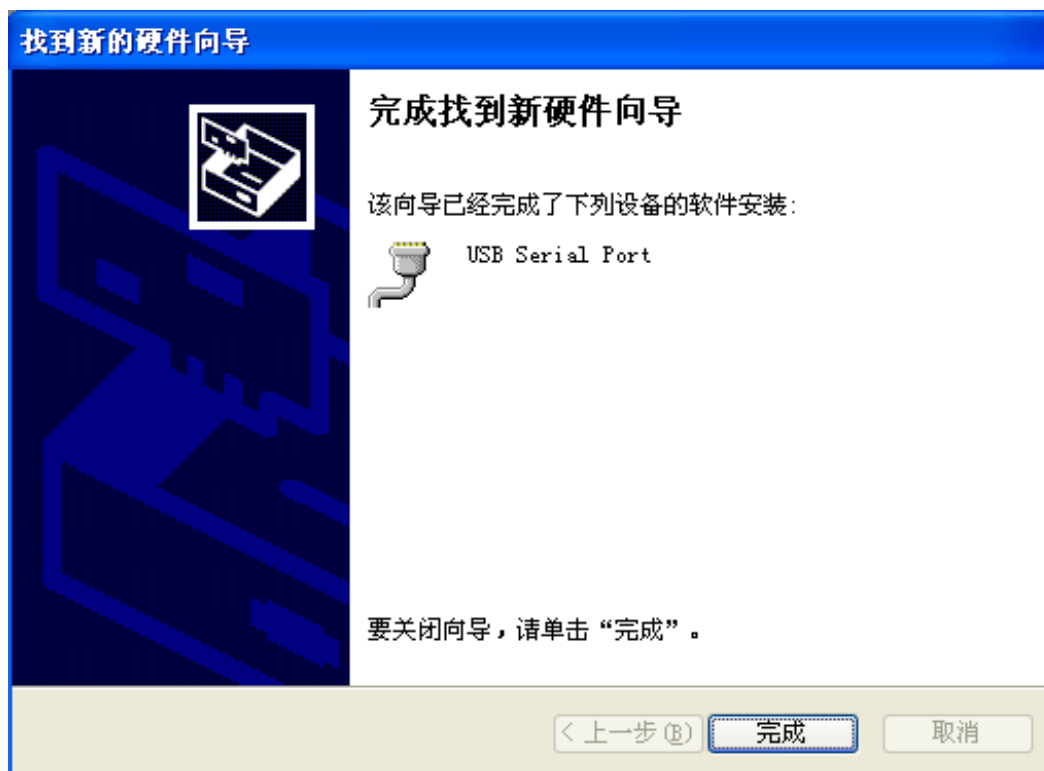 找到新的硬件向导
完成找到新硬件向导
该向导已经完成了下列设备的软件安装:
USB Serial Port
要关闭向导，请单击“完成”。
< 上一步(B)
完成
取消